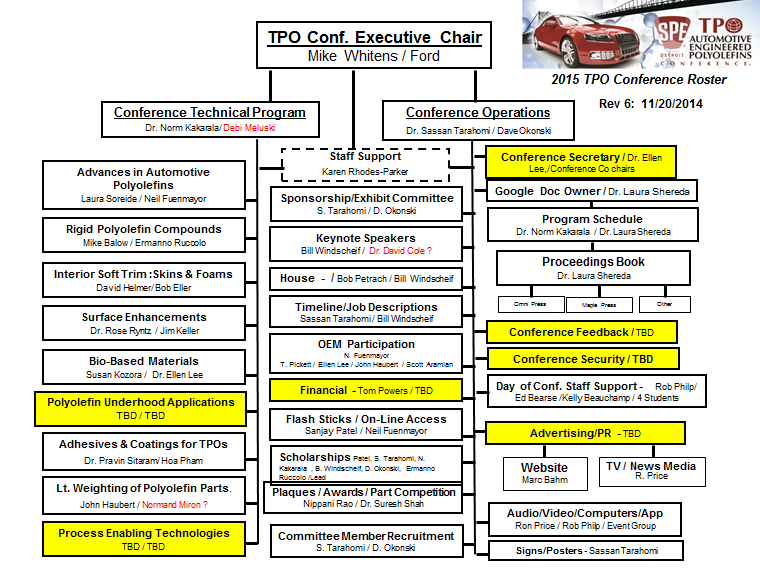 TPO Conf. Executive Chair
Mike Whitens / Ford
SPE
DETROIT
TPO
AUTOMOTIVE
ENGINEERED
POLYOLEFINS
CONFERENCE
2015 TPO Conference Roster
Rev 6: 11/20/2014
Conference Technical Program
Dr. Norm Kakarala/ Debi Meluski
Conference Operations
Dr. Sassan Tarahomi / Dave Okonski
Staff Support
Karen Rhodes-Parker
Advances in Automotive
Polyolefins
Laura Soreide / Neil Fuenmayor
Rigid Polyolefin Compounds
Mike Balow / Ermanno Ruccolo
Interior Soft Trim :Skins & Foams
David Helmer/ Bob Eller
Surface Enhancements
Dr. Rose Ryntz / Jim Keller
Bio-Based Materials
Susan Kozora / Dr. Ellen Lee
Polyolefin Underhood Applications
TBD / TBD
Adhesives & Coatings for TPOs
Dr. Pravin Sitaram/ Hoa Pham
Lt. Weighting of Polyolefin Parts.
John Haubert / Normand Miron ?
Process Enabling Technologies
TBD / TBD
Sponsorship/Exhibit Committee
S. Tarahomi / D. Okonski
Keynote Speakers
Bill Windscheif / Dr. David Cole ?
House - / Bob Petrach / Bill Windscheif
Timeline/Job Descriptions
Sassan Tarahomi / Bill Windscheif
OEM Participation
N. Fuenmayor
T. Pickett / Ellen Lee / John Haubert / Scott Aramian
Financial - Tom Powers / TBD
Flash Sticks / On-Line Access
Sanjay Patel / Neil Fuenmayor
Scholarships Patel, S. Tarahomi, N.
Kakarala , B. Windscheif, D. Okonski, Ermanno
Ruccolo /Lead
Plaques / Awards / Part Competition
Nippani Rao / Dr. Suresh Shah
Committee Member Recruitment
S. Tarahomi / D. Okonski
Conference Secretary / Dr. Ellen
Lee,/Conference Co chairs
Google Doc Owner / Dr. Laura Shereda
Program Schedule
Dr. Norm Kakarala / Dr. Laura Shereda
Proceedings Book
Dr. Laura Shereda
Omni Press
Maple Press
Other
Conference Feedback / TBD
Conference Security / TBD
Day of Conf. Staff Support - Rob Philp/
Ed Bearse /Kelly Beauchamp / 4 Students
Advertising/PR - TBD
Website
Marc Bahm
TV / News Media
R. Price
Audio/Video/Computers/App
Ron Price / Rob Philp / Event Group
Signs/Posters - Sassan Tarahomi